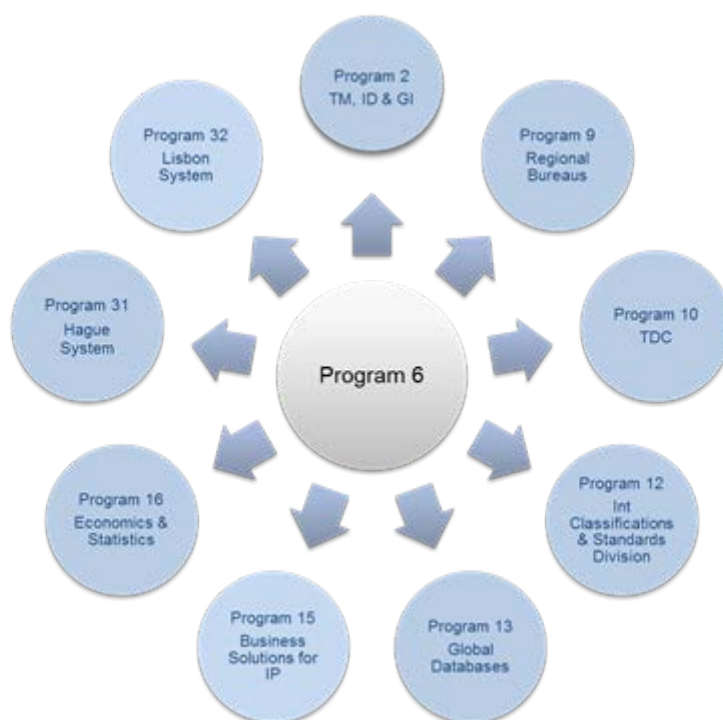 Program 2
TM, ID & GI
Program 9
Regional
Bureaus
Program 10
TDC
Program 12
Int
Classifications
& Standards
Division
Program 13
Global
Databases
Program 15
Business
Solutions for
IP
Program 16
Economics &
Statistics
Program 31
Hague
System
Program 32
Lisbon
System
Program 6